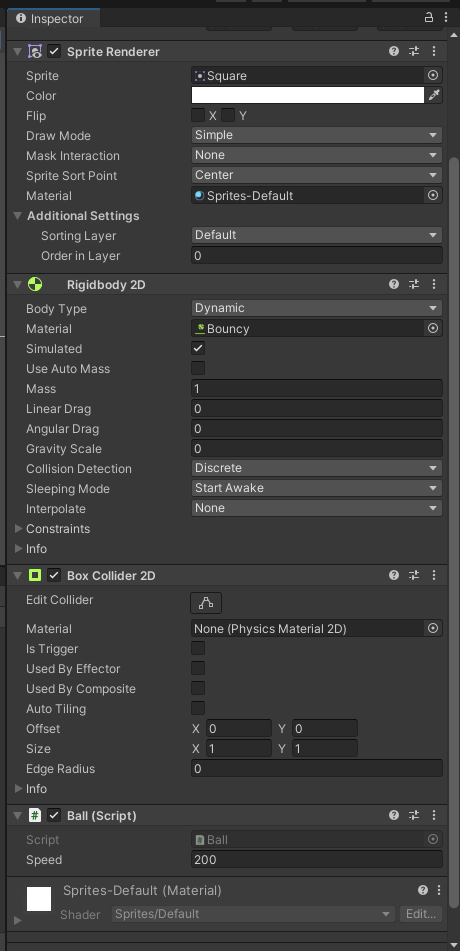 Inspector
Sprite Renderer
Sprite Square
Color
Flip X Y
Draw Mode Simple
Mask Interaction None
Sprite Sort Point Center
Material Sprites-Default
Additional Settings
Sorting Layer Default
Order in Layer 0
Rigidbody 2D
Body Type Dynamic
Material Bouncy
Simulated
Use Auto Mass
Mass 1
Linear Drag 0
Angular Drag 0
Gravity Scale 0
Collision Detection Discrete
Sleeping Mode Start Awake
Interpolate None
Constraints
Info
Box Collider 2D
Edit Collider
Material None (Physics Material 2D)
Is Trigger
Used By Effector
Used By Composite
Auto Tiling
Offset X 0 Y 0
Size X 1 Y 1
Edge Radius 0
Info
Ball (Script)
Script Ball
Speed 200
Sprites-Default (Material)
Shader Sprites/Default Edit...